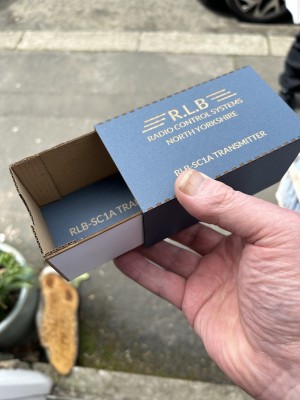 R.L.B
RADIO CONTROL SYSTEMS
NORTH YORKSHIRE
RLB-SC1A TRANSMITTER
RLB-SC1A TRA